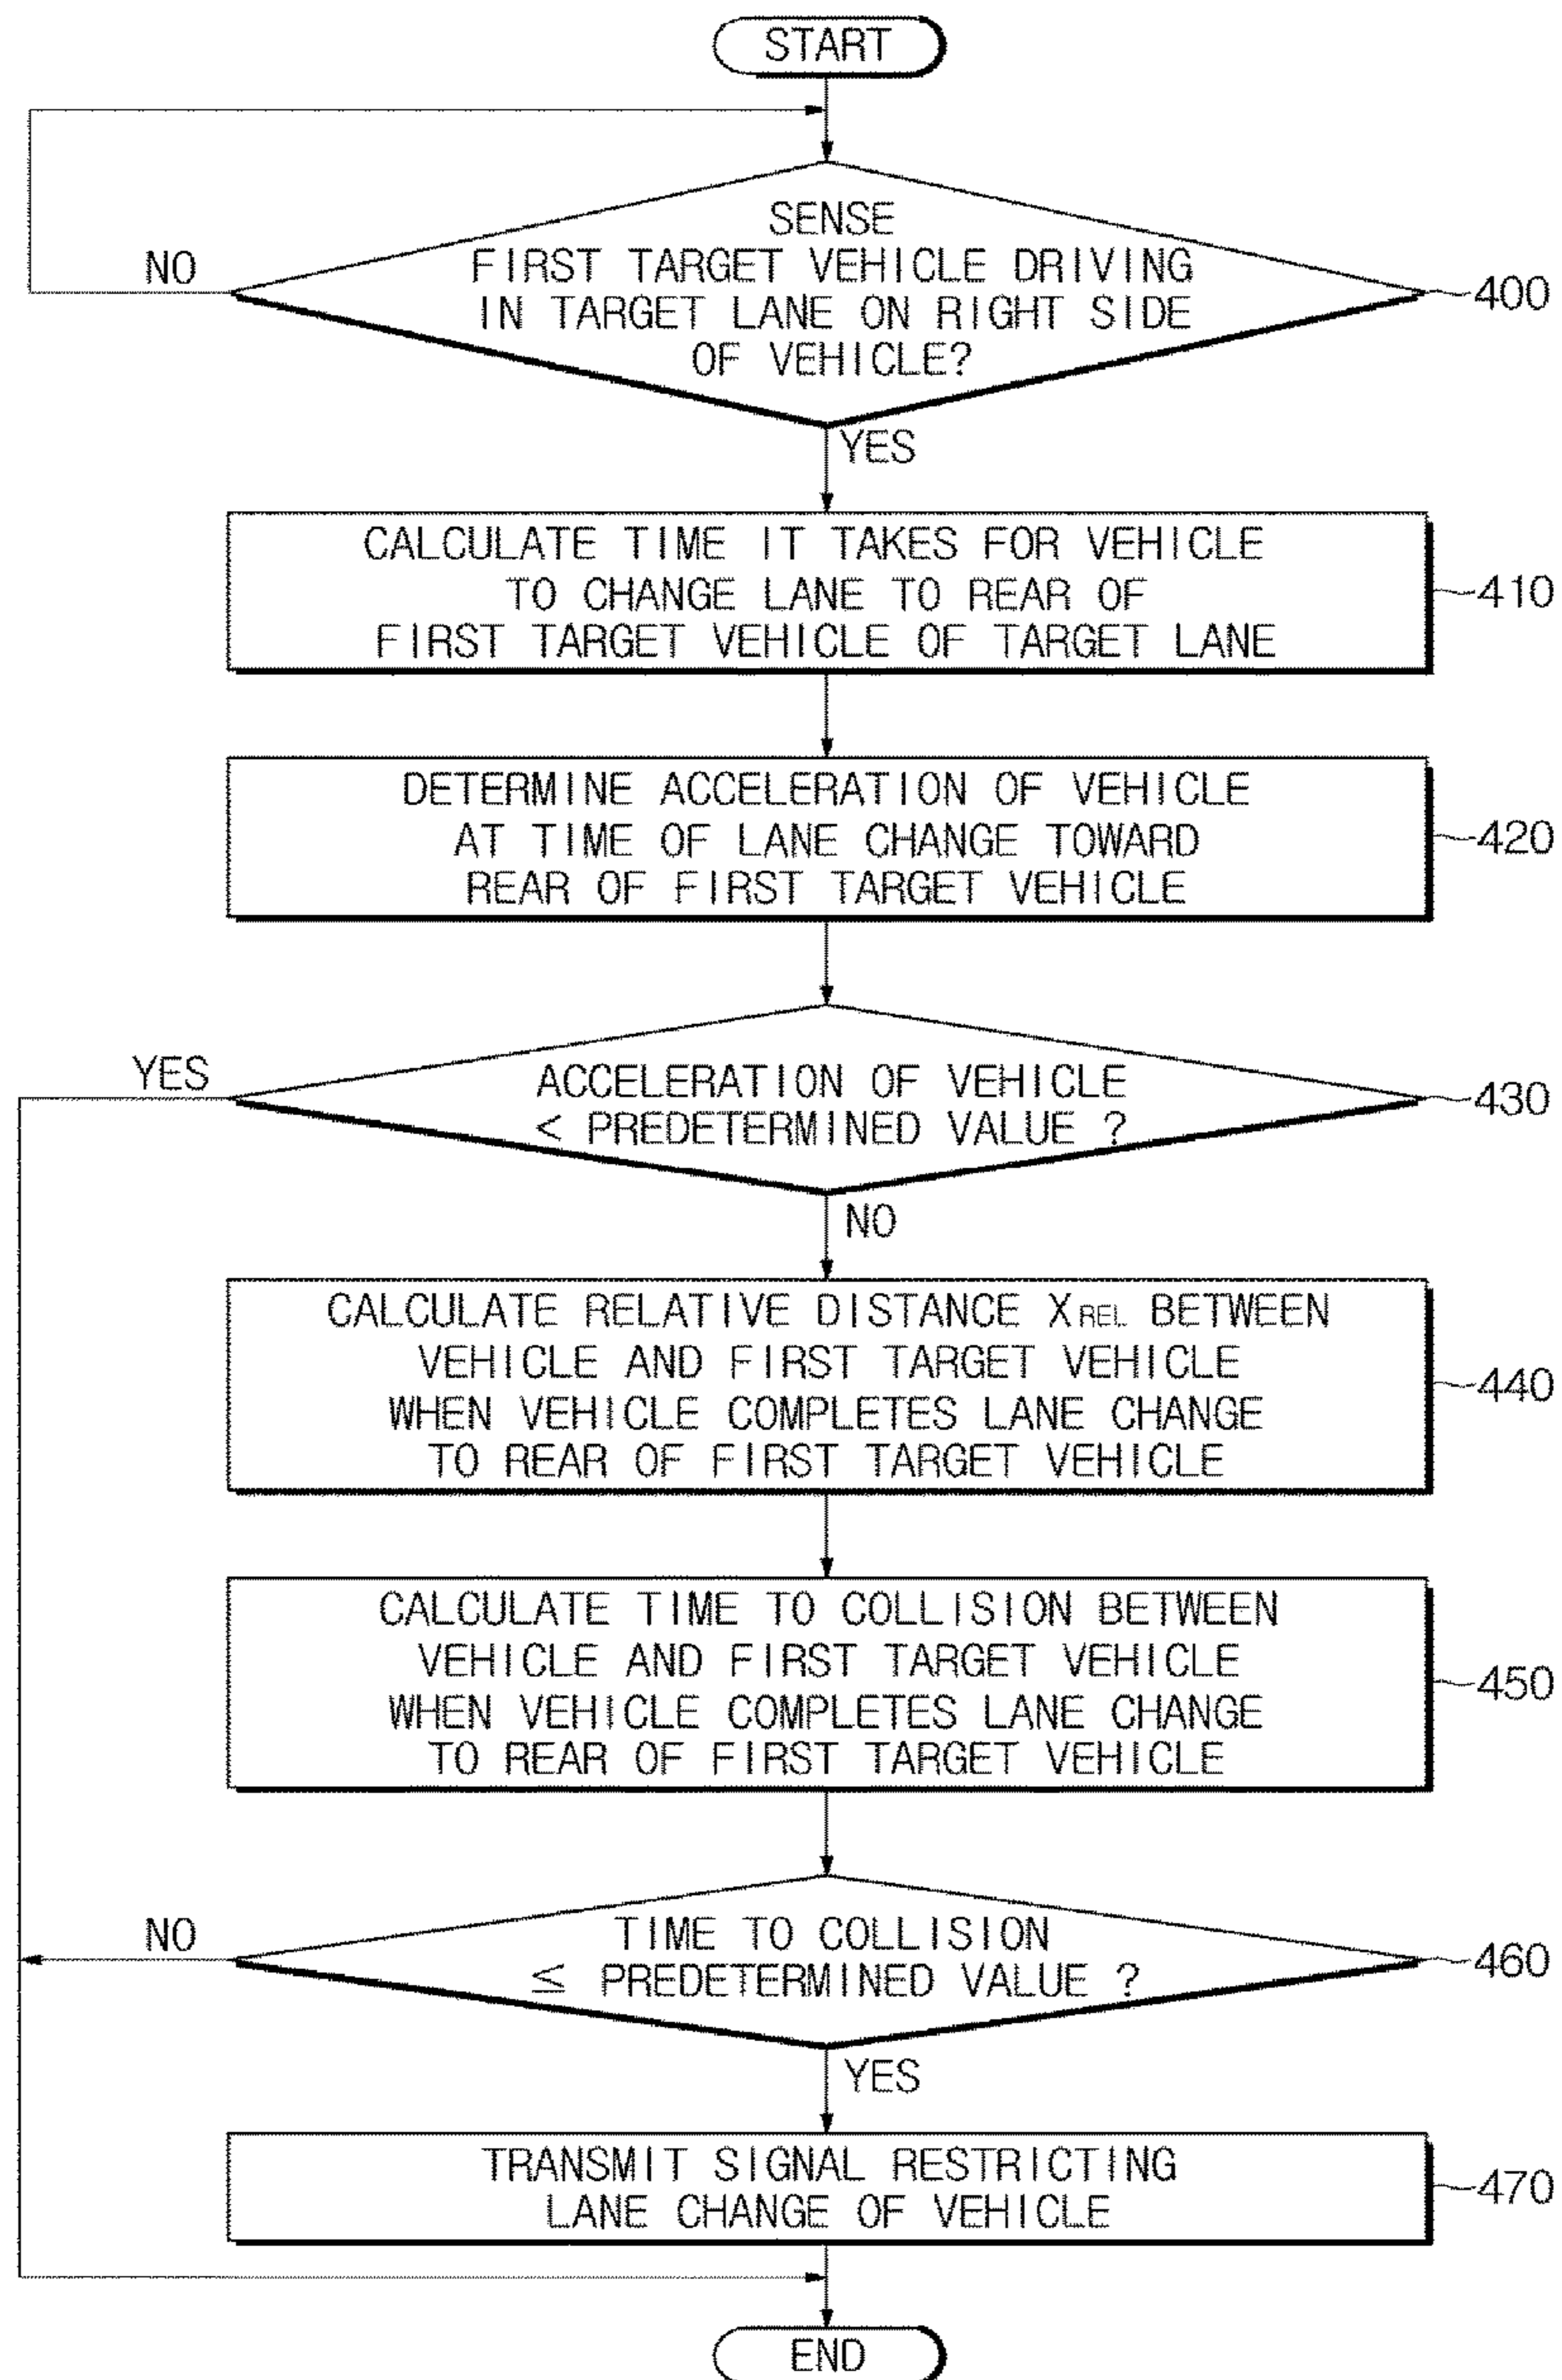 START
SENSE
FIRST TARGET VEHICLE DRIVING
IN TARGET LANE ON RIGHT SIDE
OF VEHICLE?
NO
400
YES
CALCULATE TIME IT TAKES FOR VEHICLE
TO CHANGE LANE TO REAR OF
FIRST TARGET VEHICLE OF TARGET LANE
410
DETERMINE ACCELERATION OF VEHICLE
AT TIME OF LANE CHANGE TOWARD
REAR OF FIRST TARGET VEHICLE
420
YES
ACCELERATION OF VEHICLE
< PREDETERMINED VALUE ?
430
NO
CALCULATE RELATIVE DISTANCE XREL BETWEEN
VEHICLE AND FIRST TARGET VEHICLE
WHEN VEHICLE COMPLETES LANE CHANGE
TO REAR OF FIRST TARGET VEHICLE
440
CALCULATE TIME TO COLLISION BETWEEN
VEHICLE AND FIRST TARGET VEHICLE
WHEN VEHICLE COMPLETES LANE CHANGE
TO REAR OF FIRST TARGET VEHICLE
450
NO
TIME TO COLLISION
≤ PREDETERMINED VALUE ?
460
YES
TRANSMIT SIGNAL RESTRICTING
LANE CHANGE OF VEHICLE
470
END